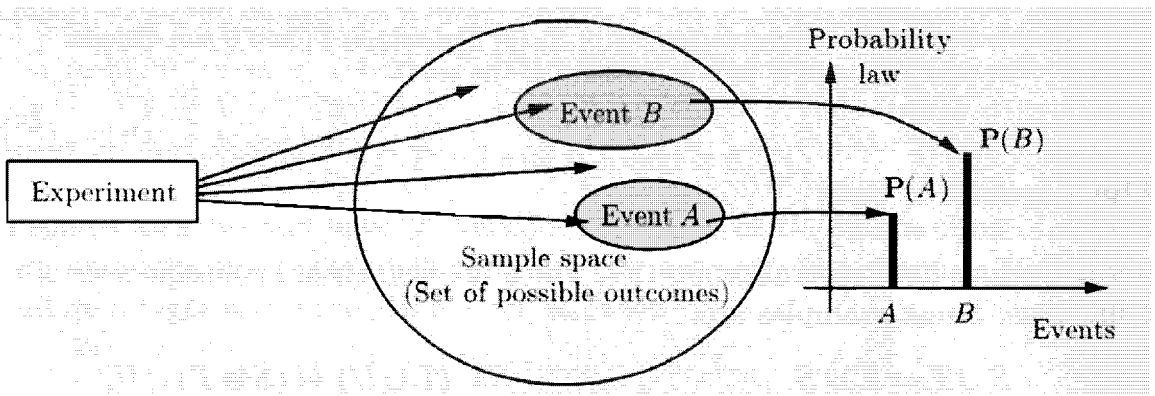 Experiment
Event B
Event A
Sample space
(Set of possible outcomes)
Probability
law
P(B)
P(A)
A
B
Events